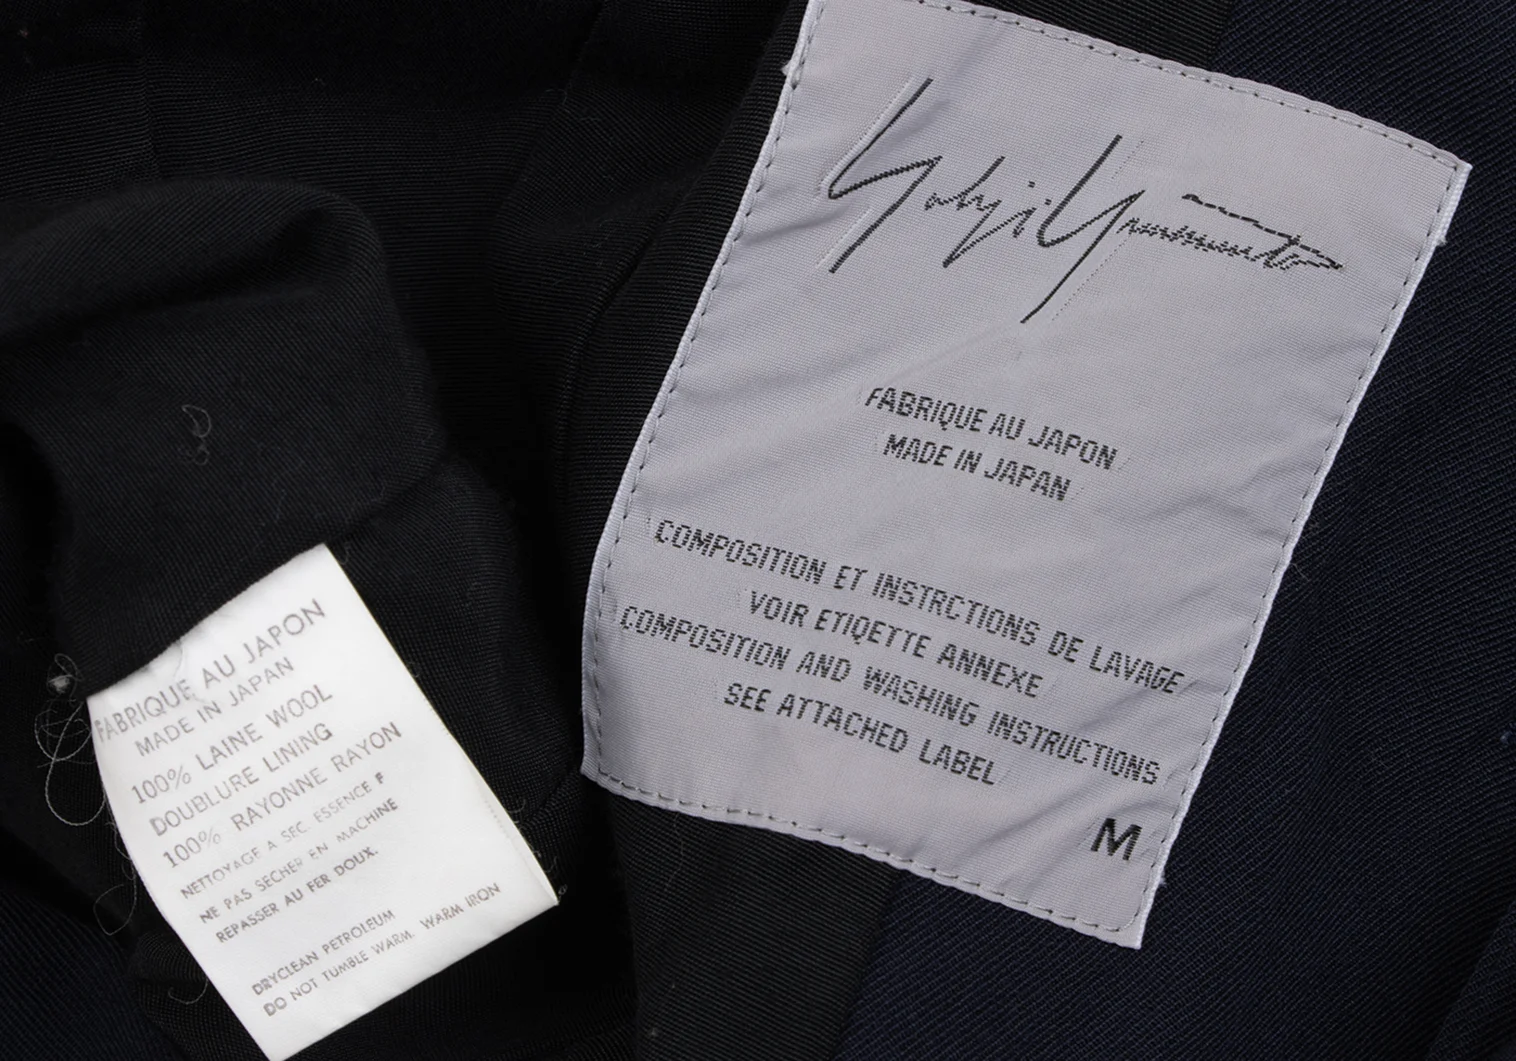 Yohji Yamamoto
FABRIQUE AU JAPON
MADE IN JAPAN
COMPOSITION ET INSTRCTIONS DE LAVAGE
VOIR ETIQETTE ANNEXE
COMPOSITION AND WASHING INSTRUCTIONS
SEE ATTACHED LABEL
M
FABRIQUE AU JAPON
MADE IN JAPAN
100% LAINE WOOL
DOUBLURE LINING
100% RAYONNE RAYON
NETTOYAGE A SEC. ESSENCE F
NE PAS SECHER EN MACHINE
REPASSER AU FER DOUX.
DRYCLEAN PETROLEUM
DO NOT TUMBLE WARM. WARM IRON